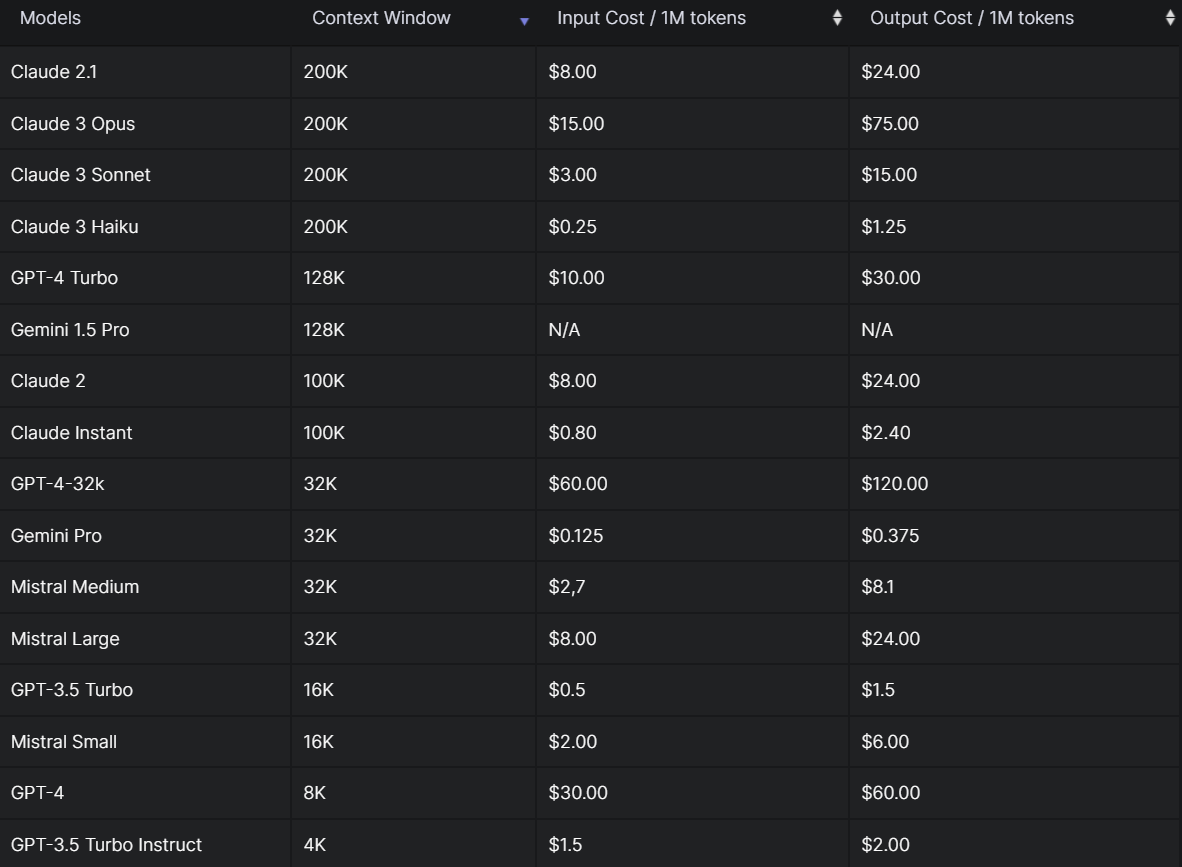 Models Context Window Input Cost / 1M tokens Output Cost / 1M tokens
Claude 2.1 200K $8.00 $24.00
Claude 3 Opus 200K $15.00 $75.00
Claude 3 Sonnet 200K $3.00 $15.00
Claude 3 Haiku 200K $0.25 $1.25
GPT-4 Turbo 128K $10.00 $30.00
Gemini 1.5 Pro 128K N/A N/A
Claude 2 100K $8.00 $24.00
Claude Instant 100K $0.80 $2.40
GPT-4-32k 32K $60.00 $120.00
Gemini Pro 32K $0.125 $0.375
Mistral Medium 32K $2,7 $8.1
Mistral Large 32K $8.00 $24.00
GPT-3.5 Turbo 16K $0.5 $1.5
Mistral Small 16K $2.00 $6.00
GPT-4 8K $30.00 $60.00
GPT-3.5 Turbo Instruct 4K $1.5 $2.00